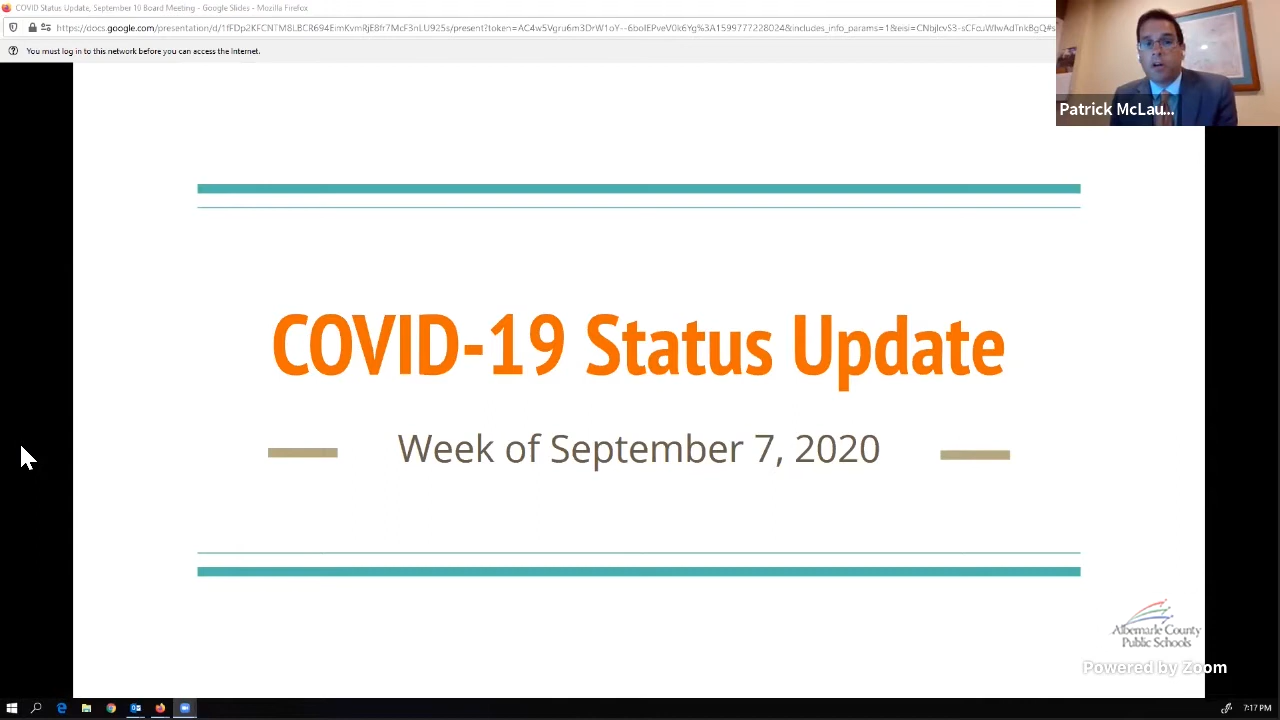 COVID Status Update, September 10 Board Meeting - Google Slides - Mozilla Firefox
You must log in to this network before you can access the Internet.
Patrick McLau...
COVID-19 Status Update
Week of September 7, 2020
Albemarle County
Public Schools
Powered by Zoom
7:17 PM